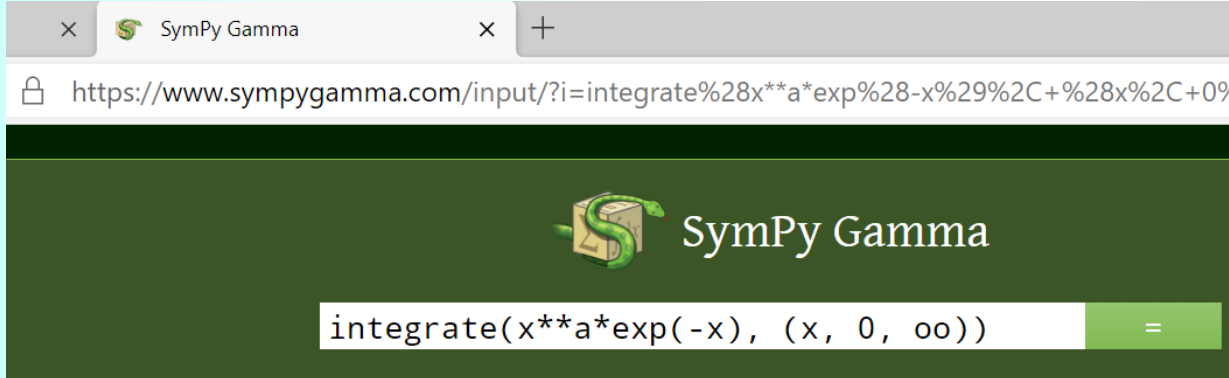 SymPy Gamma
https://www.sympygamma.com/input/?i=integrate%28x**a*exp%28-x%29%2C+%28x%2C+0%
SymPy Gamma
integrate(x**a*exp(-x), (x, 0, oo)) =